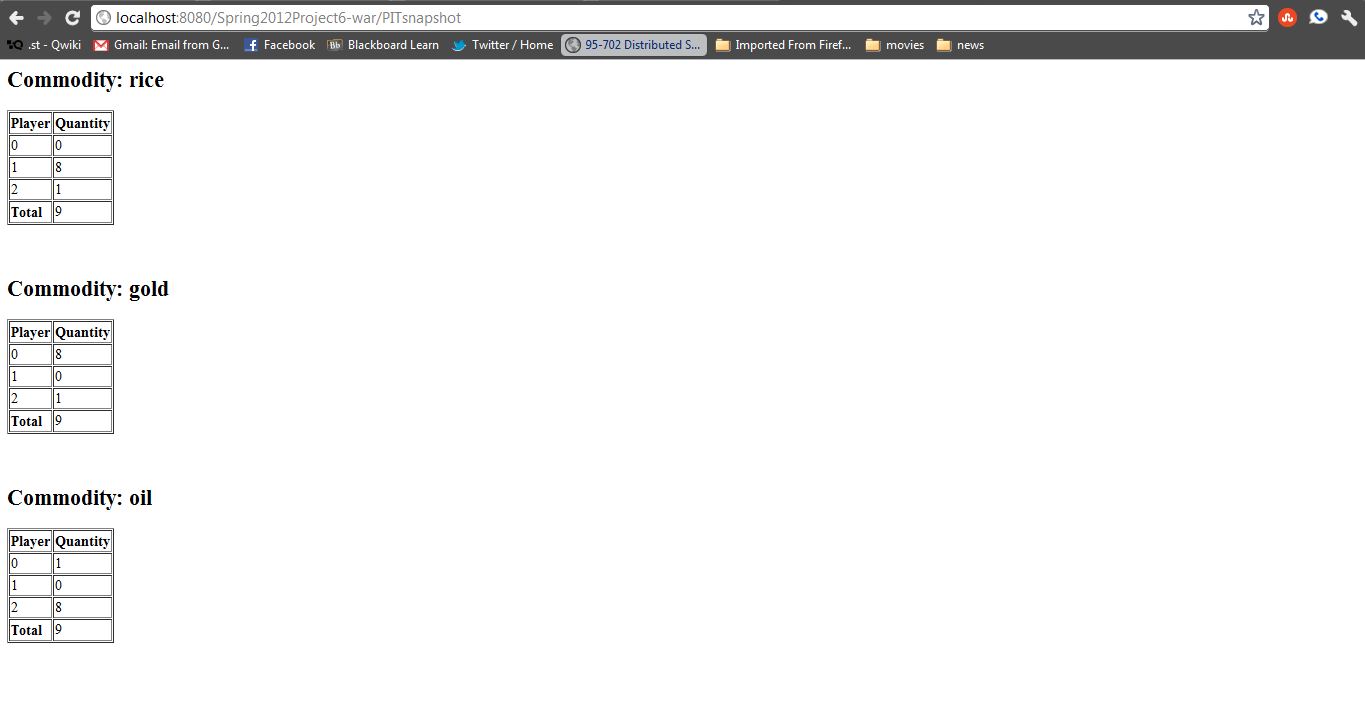 localhost:8080/Spring2012Project6-war/PITsnapshot
.st - Qwiki Gmail: Email from G... Facebook Bb Blackboard Learn Twitter / Home 95-702 Distributed S... Imported From Firef... movies news
Commodity: rice
Player Quantity
0 0
1 8
2 1
Total 9
Commodity: gold
Player Quantity
0 8
1 0
2 1
Total 9
Commodity: oil
Player Quantity
0 1
1 0
2 8
Total 9